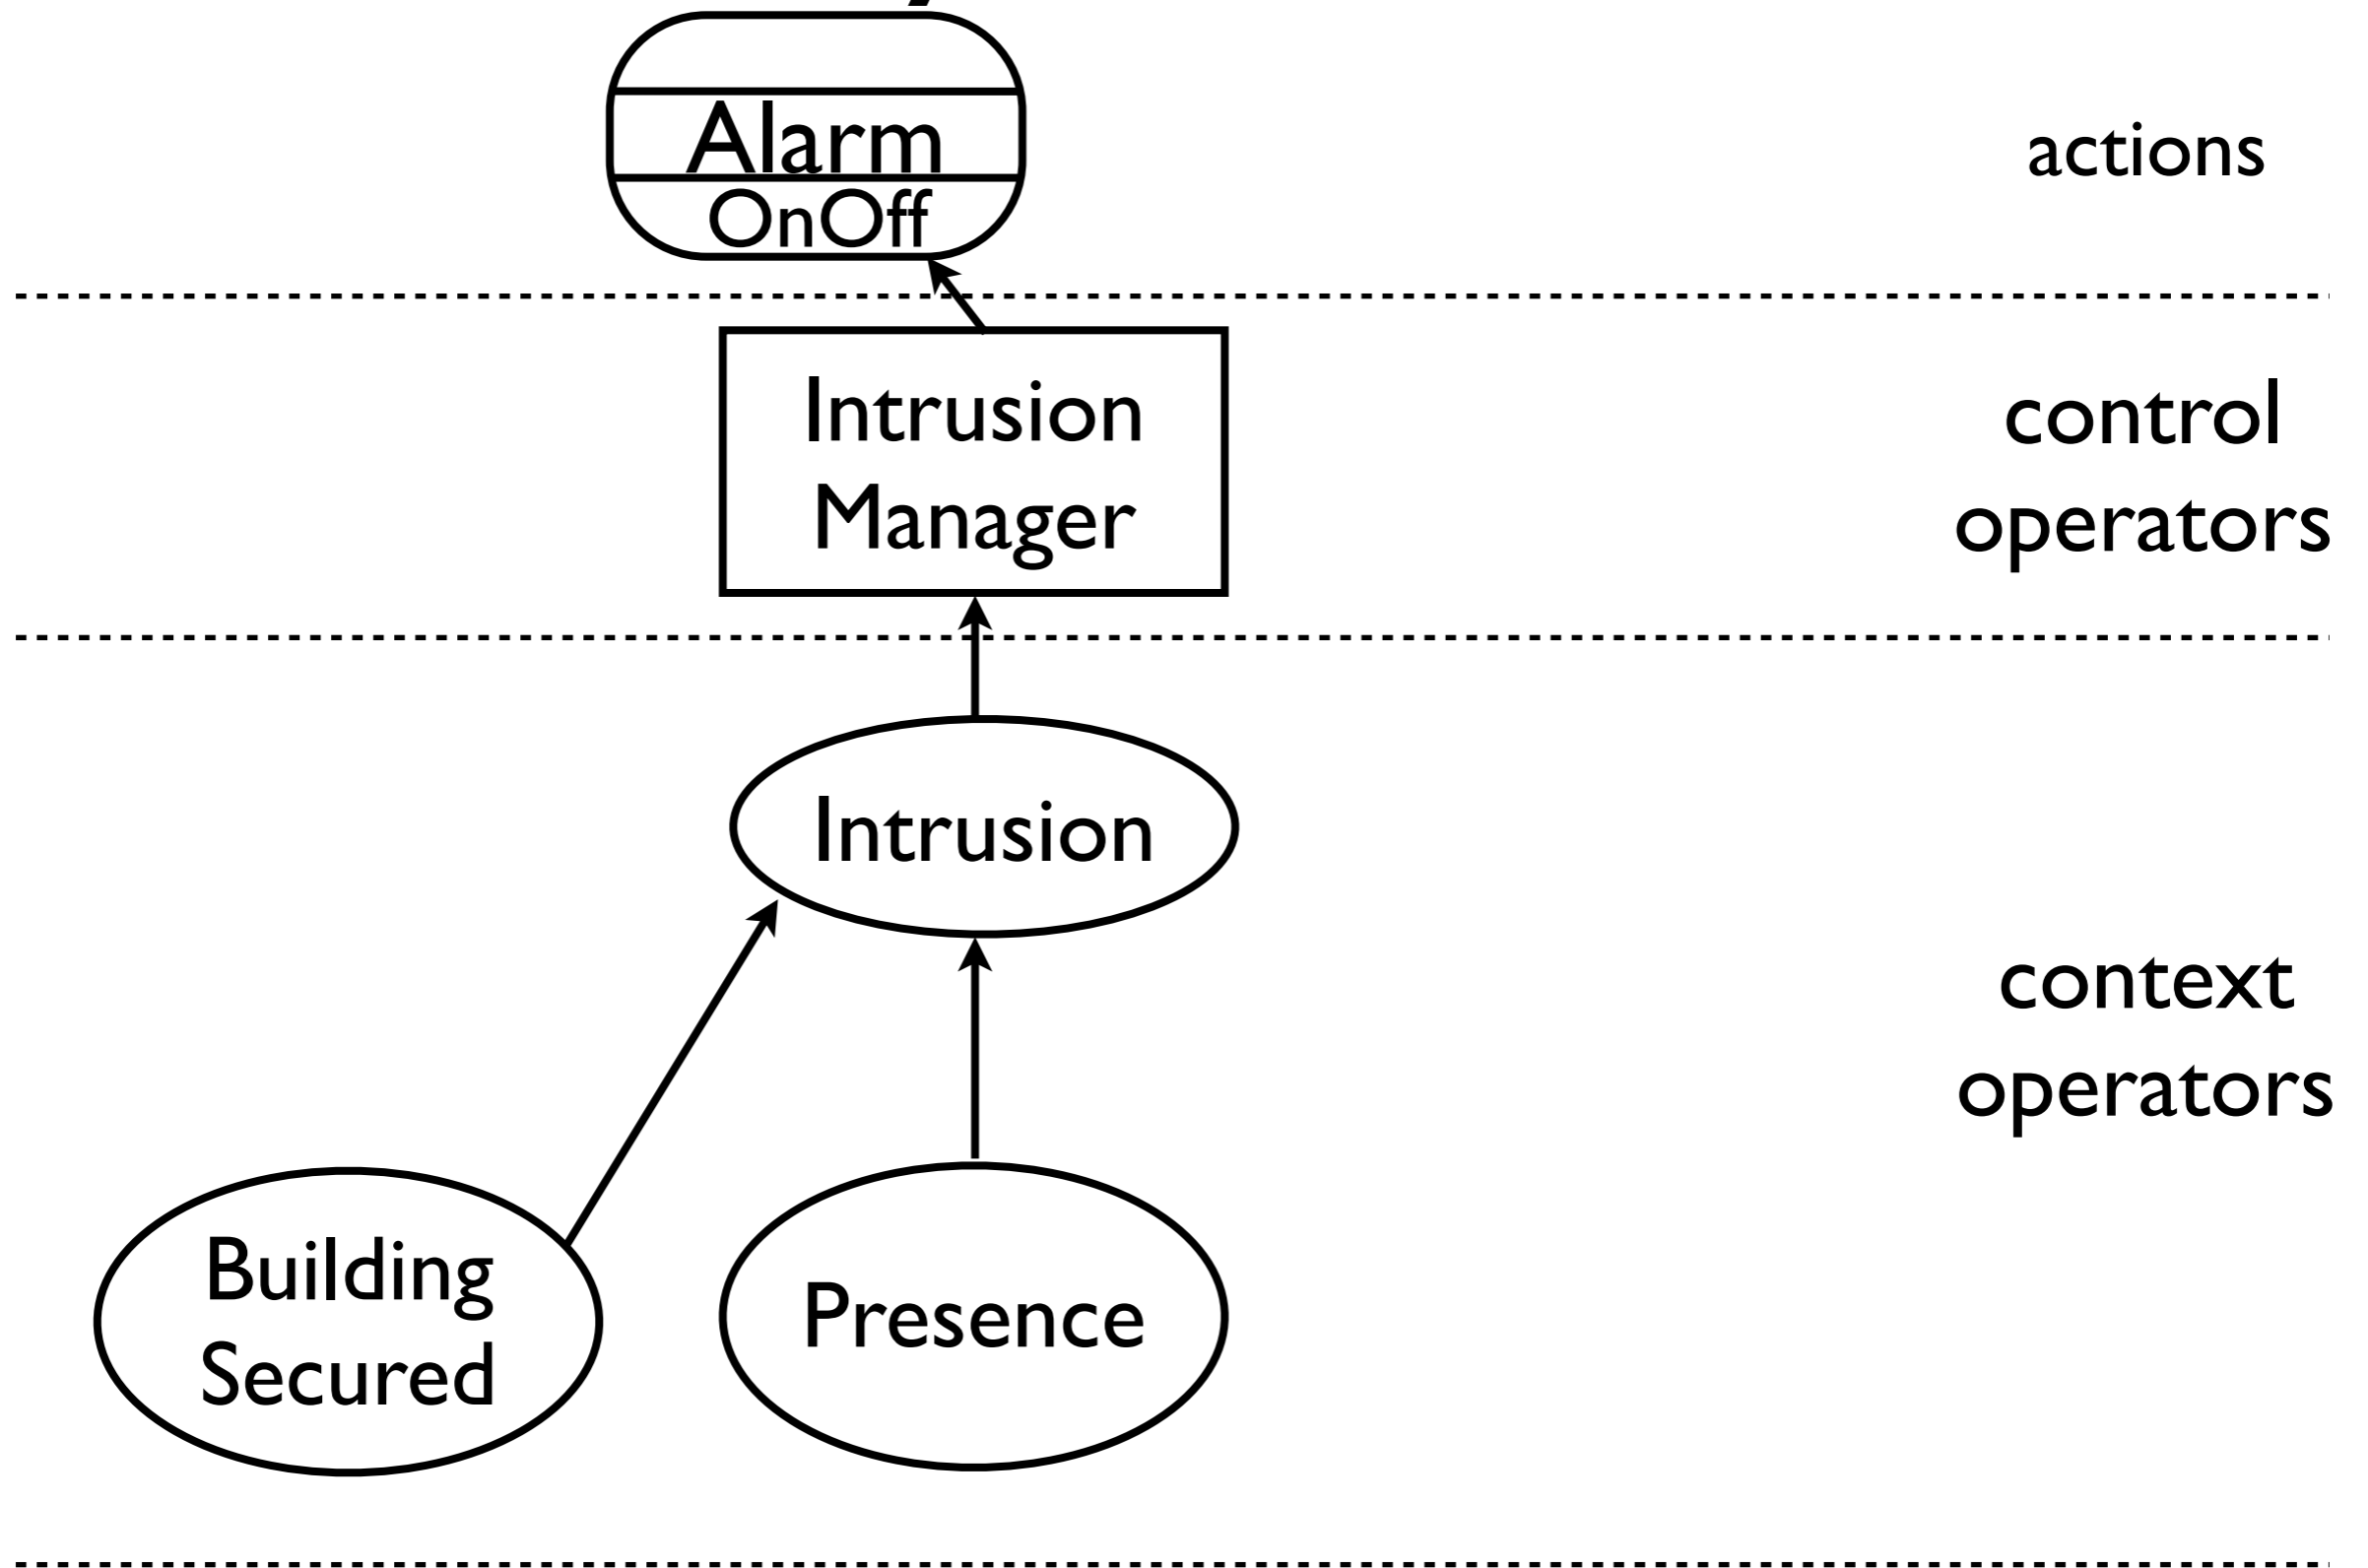 Alarm
OnOff
actions
Intrusion
Manager
control
operators
Intrusion
context
operators
Building
Secured
Presence